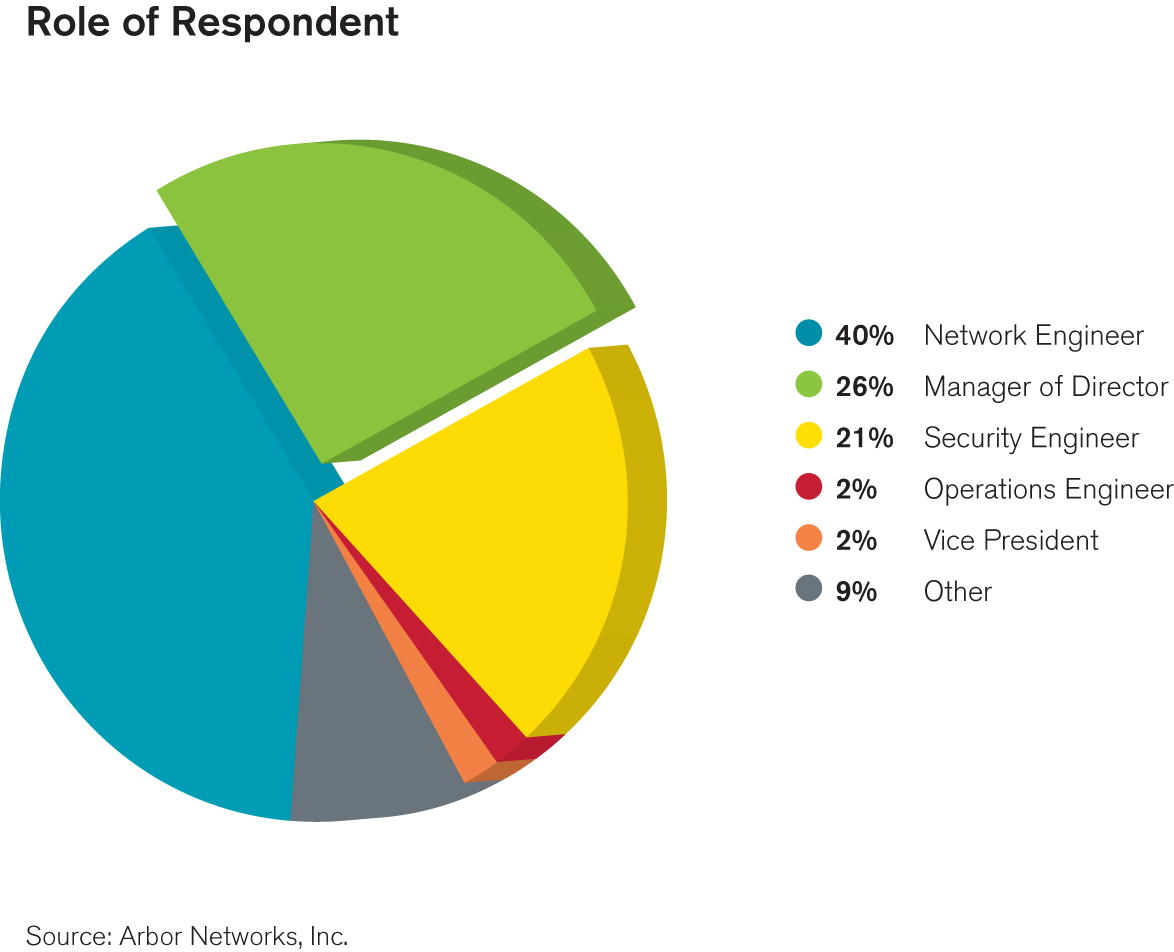 Role of Respondent
40% Network Engineer
26% Manager of Director
21% Security Engineer
2% Operations Engineer
2% Vice President
9% Other
Source: Arbor Networks, Inc.